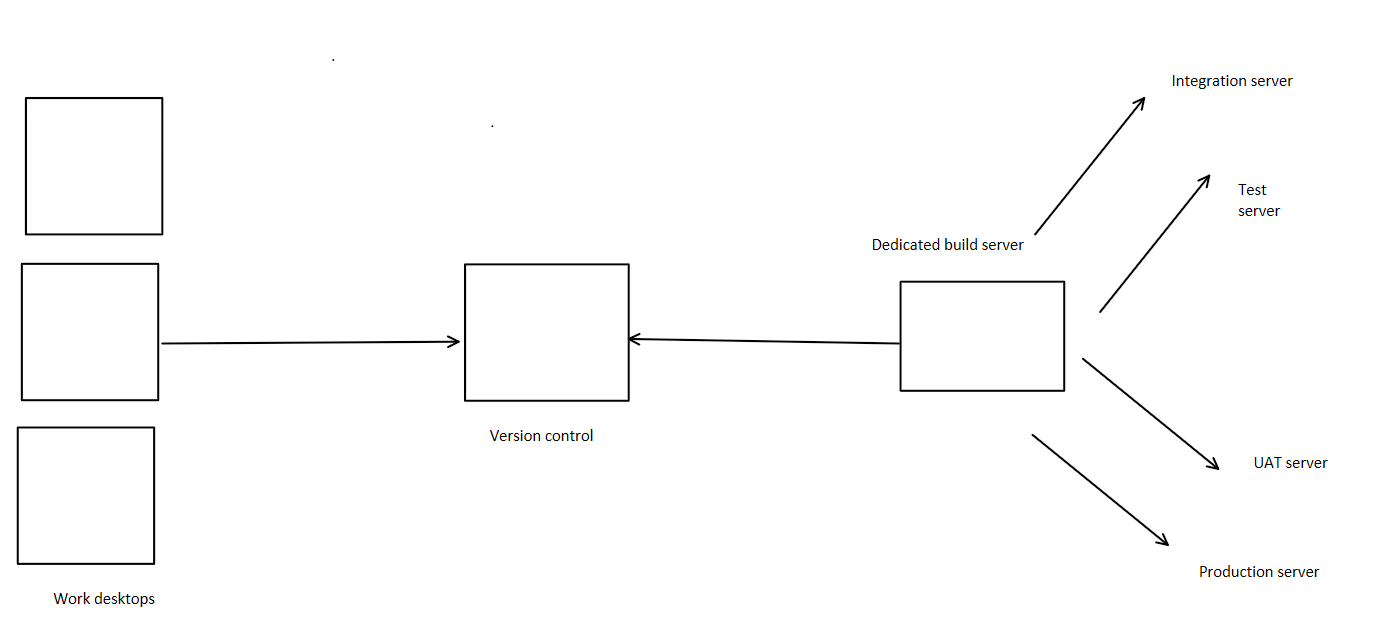 Integration server
Test
server
Dedicated build server
Version control
UAT server
Production server
Work desktops